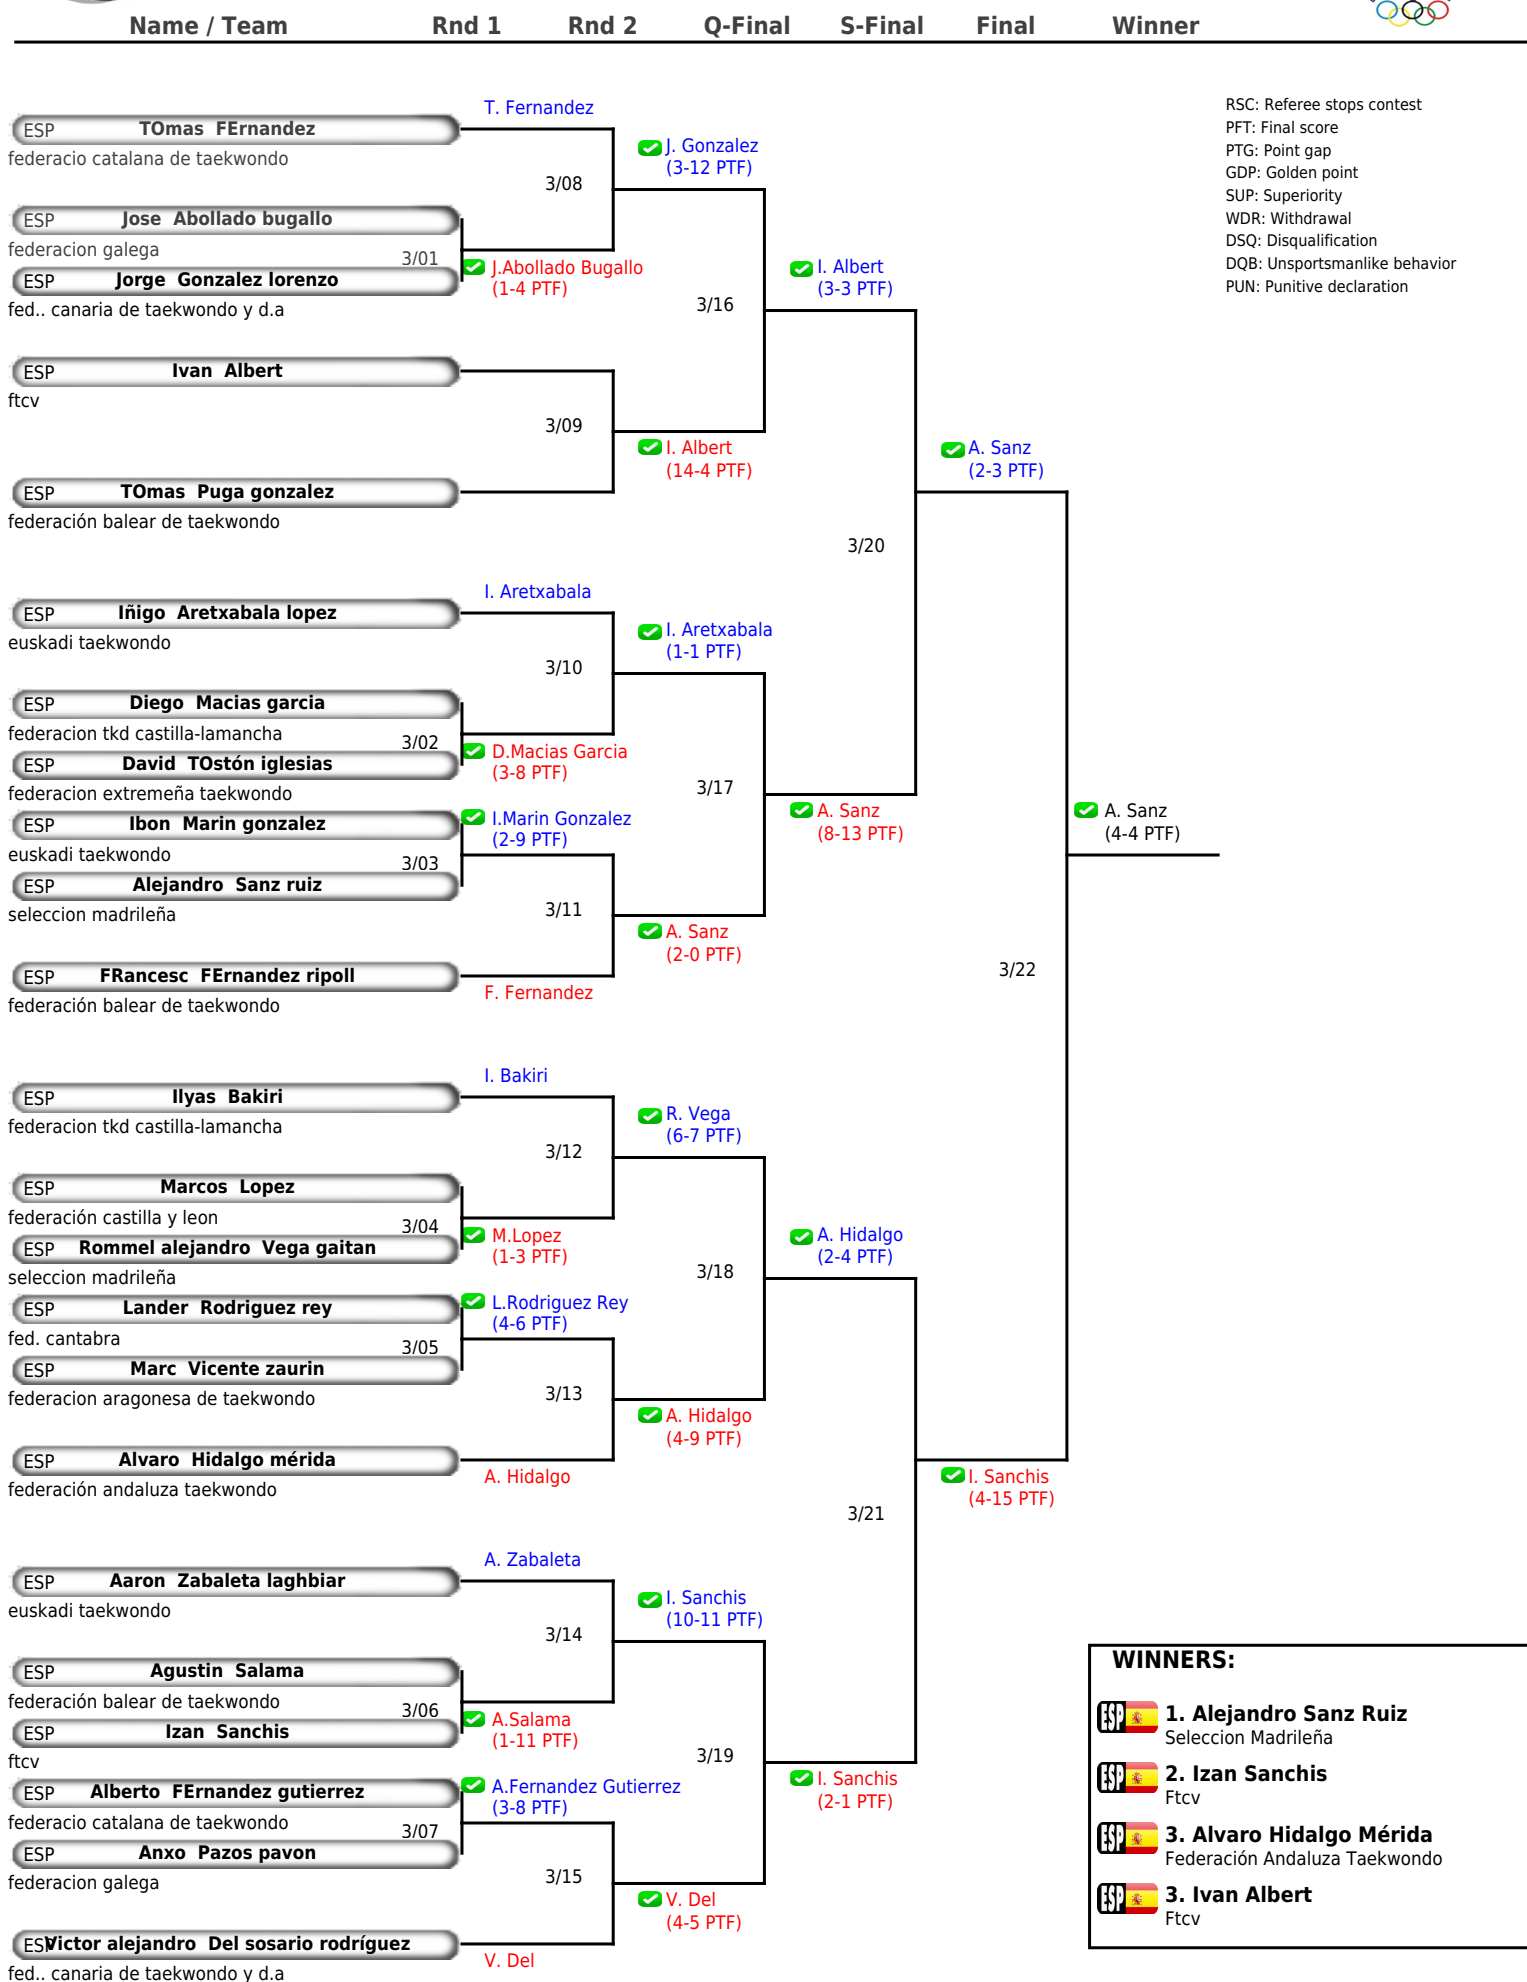 Name / Team Rnd 1 Rnd 2 Q-Final S-Final Final Winner
RSC: Referee stops contest
PFT: Final score
PTG: Point gap
GDP: Golden point
SUP: Superiority
WDR: Withdrawal
DSQ: Disqualification
DQB: Unsportsmanlike behavior
PUN: Punitive declaration
T. Fernandez
ESP TOmas FErnandez
federacio catalana de taekwondo
J. Gonzalez
(3-12 PTF)
3/08
ESP Jose Abollado bugallo
federacion galega
3/01
J.Abollado Bugallo
(1-4 PTF)
ESP Jorge Gonzalez lorenzo
fed.. canaria de taekwondo y d.a
I. Albert
(3-3 PTF)
3/16
ESP Ivan Albert
ftcv
3/09
I. Albert
(14-4 PTF)
A. Sanz
(2-3 PTF)
ESP TOmas Puga gonzalez
federación balear de taekwondo
3/20
I. Aretxabala
ESP Iñigo Aretxabala lopez
euskadi taekwondo
I. Aretxabala
(1-1 PTF)
3/10
ESP Diego Macias garcia
federacion tkd castilla-lamancha
3/02
D.Macias Garcia
(3-8 PTF)
ESP David TOstón iglesias
federacion extremeña taekwondo
3/17
ESP Ibon Marin gonzalez
euskadi taekwondo
I.Marin Gonzalez
(2-9 PTF)
A. Sanz
(8-13 PTF)
A. Sanz
(4-4 PTF)
3/03
ESP Alejandro Sanz ruiz
seleccion madrileña
3/11
A. Sanz
(2-0 PTF)
ESP FRancesc FErnandez ripoll
federación balear de taekwondo
F. Fernandez
3/22
I. Bakiri
ESP Ilyas Bakiri
federacion tkd castilla-lamancha
R. Vega
(6-7 PTF)
3/12
ESP Marcos Lopez
federación castilla y leon
3/04
M.Lopez
(1-3 PTF)
ESP Rommel alejandro Vega gaitan
seleccion madrileña
A. Hidalgo
(2-4 PTF)
3/18
ESP Lander Rodriguez rey
fed. cantabra
L.Rodriguez Rey
(4-6 PTF)
3/05
ESP Marc Vicente zaurin
federacion aragonesa de taekwondo
3/13
A. Hidalgo
(4-9 PTF)
ESP Alvaro Hidalgo mérida
federación andaluza taekwondo
A. Hidalgo
I. Sanchis
(4-15 PTF)
3/21
A. Zabaleta
ESP Aaron Zabaleta laghbiar
euskadi taekwondo
I. Sanchis
(10-11 PTF)
3/14
ESP Agustin Salama
federación balear de taekwondo
3/06
A.Salama
(1-11 PTF)
ESP Izan Sanchis
ftcv
3/19
ESP Alberto FErnandez gutierrez
federacio catalana de taekwondo
A.Fernandez Gutierrez
(3-8 PTF)
I. Sanchis
(2-1 PTF)
3/07
ESP Anxo Pazos pavon
federacion galega
3/15
V. Del
(4-5 PTF)
ESP Victor alejandro Del sosario rodríguez
fed.. canaria de taekwondo y d.a
V. Del
WINNERS:
ESP 1. Alejandro Sanz Ruiz
Seleccion Madrileña
ESP 2. Izan Sanchis
Ftcv
ESP 3. Alvaro Hidalgo Mérida
Federación Andaluza Taekwondo
ESP 3. Ivan Albert
Ftcv